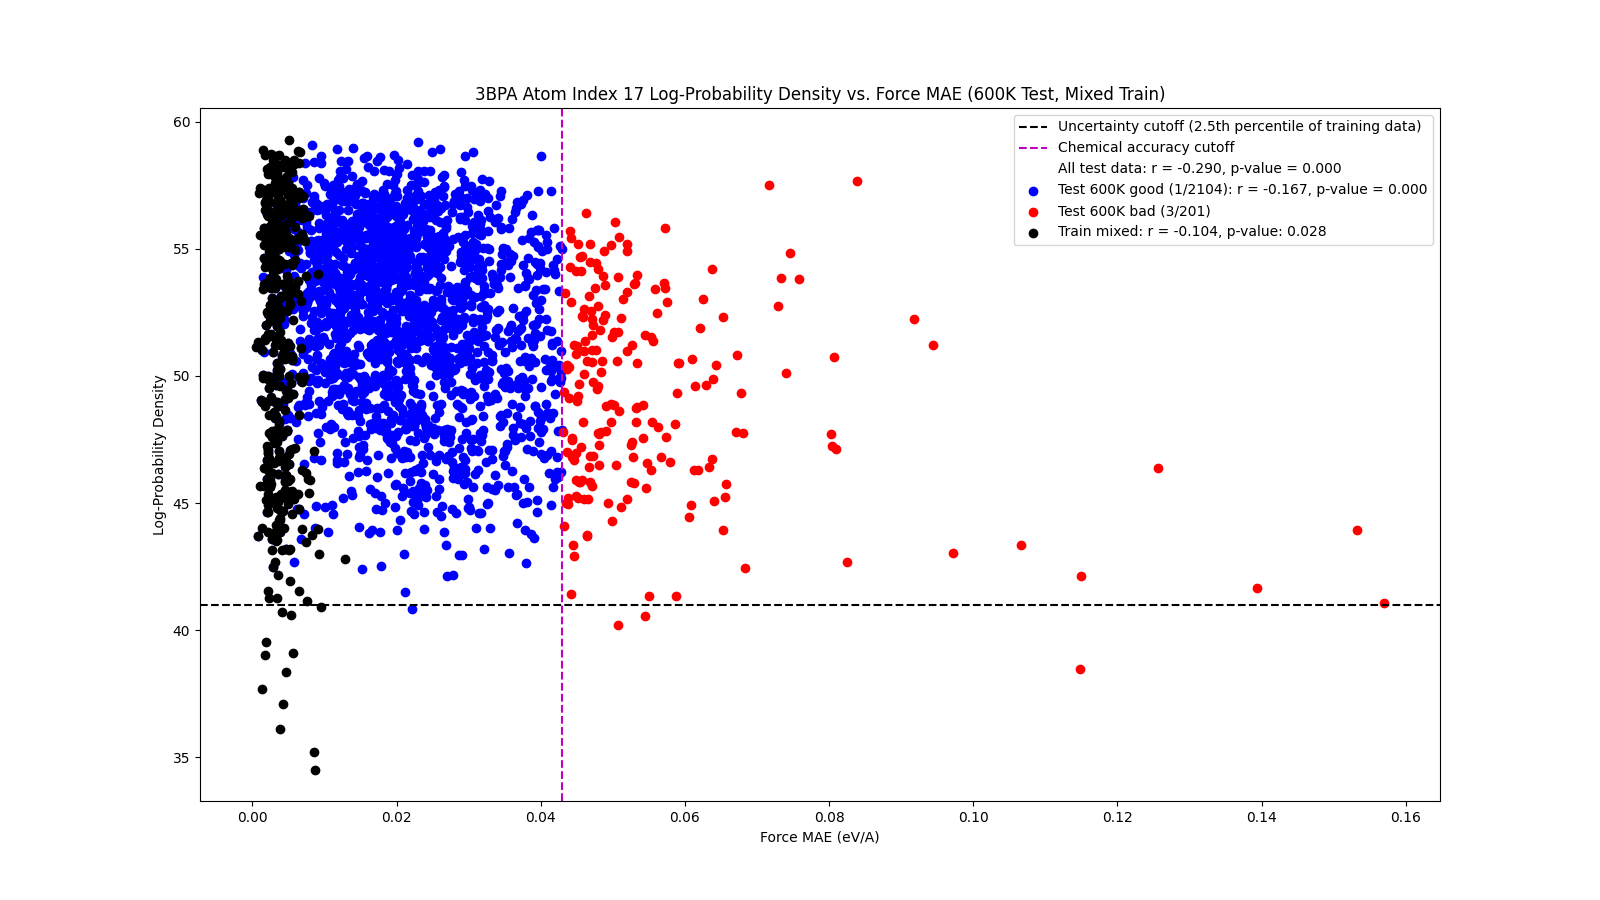 3BPA Atom Index 17 Log-Probability Density vs. Force MAE (600K Test, Mixed Train)
Uncertainty cutoff (2.5th percentile of training data)
Chemical accuracy cutoff
All test data: r = -0.290, p-value = 0.000
Test 600K good (1/2104): r = -0.167, p-value = 0.000
Test 600K bad (3/201)
Train mixed: r = -0.104, p-value: 0.028
Log-Probability Density
60
55
50
45
40
35
0.00 0.02 0.04 0.06 0.08 0.10 0.12 0.14 0.16
Force MAE (eV/A)